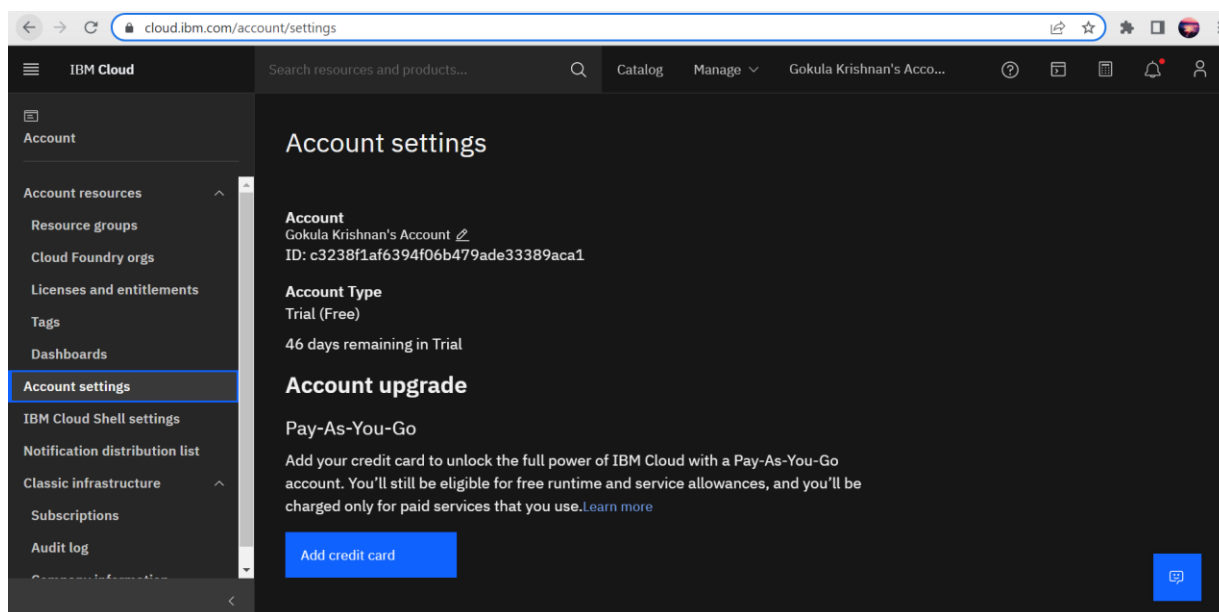 cloud.ibm.com/account/settings
IBM Cloud
Search resources and products...
Catalog
Manage
Gokula Krishnan's Acco...
Account
Account resources
Resource groups
Cloud Foundry orgs
Licenses and entitlements
Tags
Dashboards
Account settings
IBM Cloud Shell settings
Notification distribution list
Classic infrastructure
Subscriptions
Audit log
Account settings
Account
Gokula Krishnan's Account
ID: c3238f1af6394f06b479ade33389aca1
Account Type
Trial (Free)
46 days remaining in Trial
Account upgrade
Pay-As-You-Go
Add your credit card to unlock the full power of IBM Cloud with a Pay-As-You-Go
account. You'll still be eligible for free runtime and service allowances, and you'll be
charged only for paid services that you use.Learn more
Add credit card